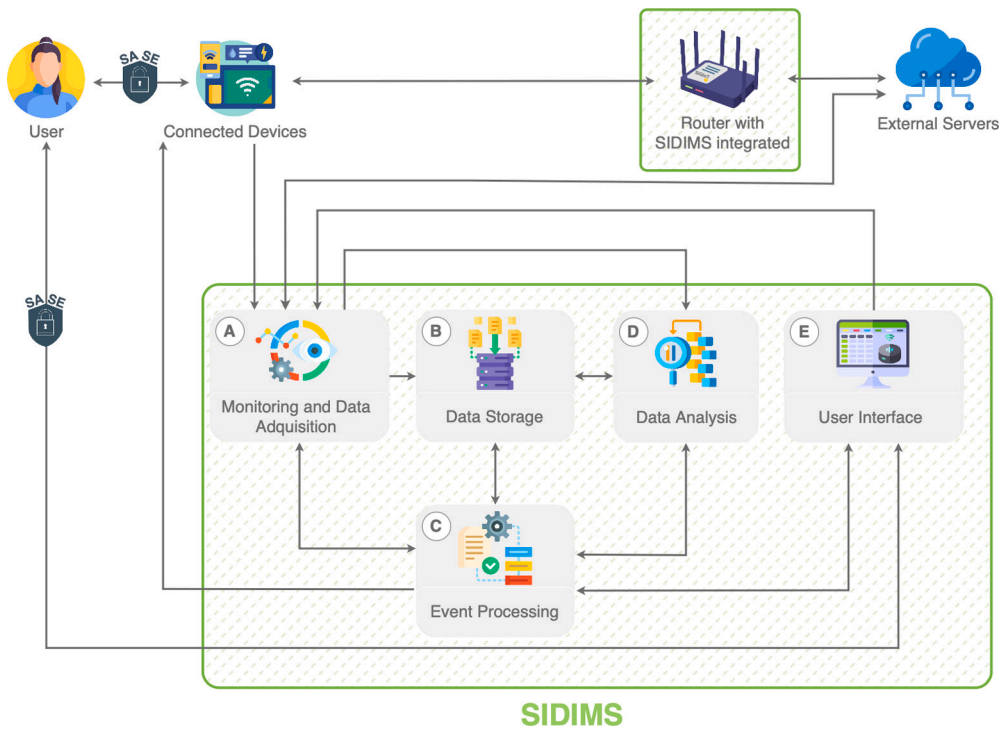 SA SE
User
Connected Devices
Router with
SIDIMS integrated
External Servers
SA SE
A
B
D
E
Monitoring and Data
Adquisition
Data Storage
Data Analysis
User Interface
C
Event Processing
SIDIMS